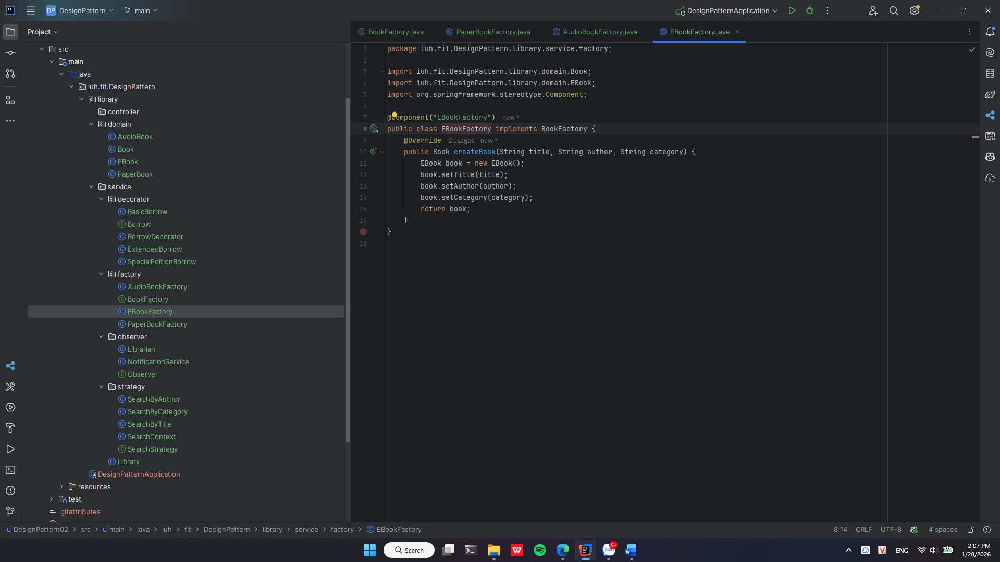 DP DesignPattern main
DesignPatternApplication
Project
src
main
java
iuh.fit.DesignPattern
library
controller
domain
AudioBook
Book
EBook
PaperBook
service
decorator
BasicBorrow
Borrow
BorrowDecorator
ExtendedBorrow
SpecialEditionBorrow
factory
AudioBookFactory
BookFactory
EBookFactory
PaperBookFactory
observer
Librarian
NotificationService
Observer
strategy
SearchByAuthor
SearchByCategory
SearchByTitle
SearchContext
SearchStrategy
Library
DesignPatternApplication
resources
test
.gitattributes
BookFactory.java PaperBookFactory.java AudioBookFactory.java EBookFactory.java
1 package iuh.fit.DesignPattern.library.service.factory;
2
3 import iuh.fit.DesignPattern.library.domain.Book;
4 import iuh.fit.DesignPattern.library.domain.EBook;
5 import org.springframework.stereotype.Component;
6
7 @Component("EBookFactory") new *
8 public class EBookFactory implements BookFactory {
9 @Override 2 usages new *
10 public Book createBook(String title, String author, String category) {
11 EBook book = new EBook();
12 book.setTitle(title);
13 book.setAuthor(author);
14 book.setCategory(category);
15 return book;
16 }
}
18
DesignPattern02 > src > main > java > iuh > fit > DesignPattern > library > service > factory > EBookFactory
8:14 CRLF UTF-8 4 spaces
Search
Zalo 5+
ENG
2:07 PM
1/28/2026